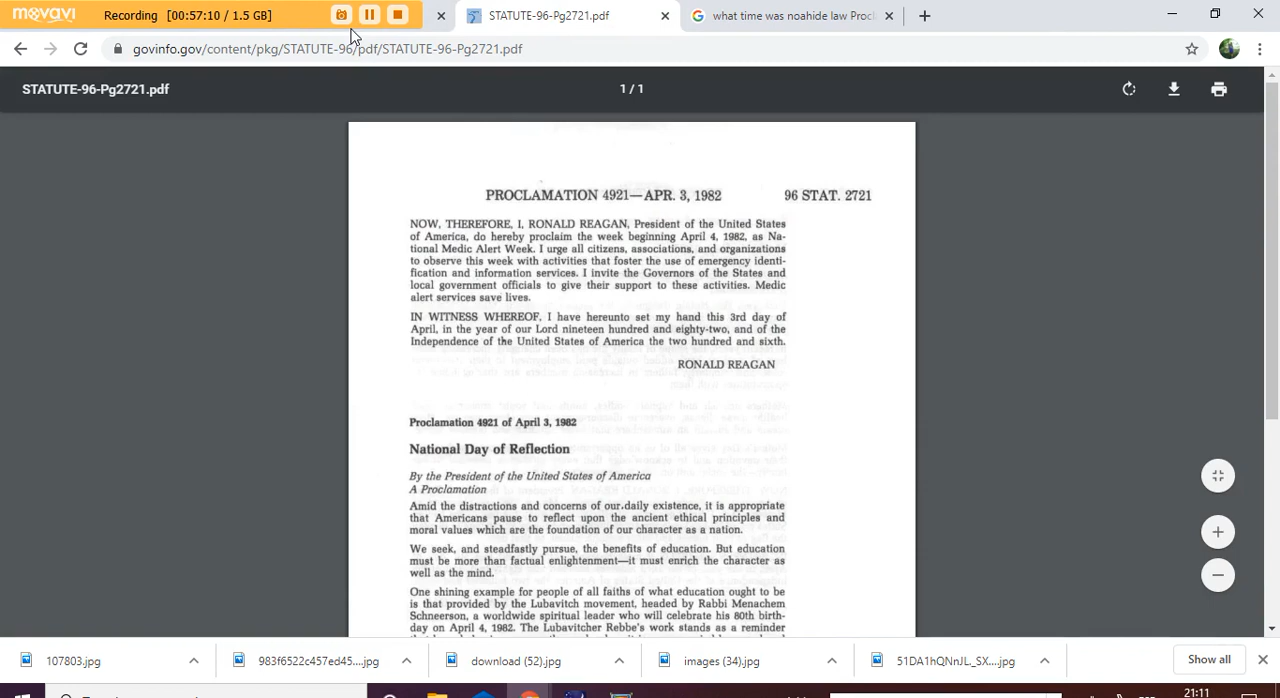 movavi
Recording [00:57:10 / 1.5 GB]
STATUTE-96-Pg2721.pdf
what time was noahide law Procl
govinfo.gov/content/pkg/STATUTE-96/pdf/STATUTE-96-Pg2721.pdf
STATUTE-96-Pg2721.pdf
1 / 1
PROCLAMATION 4921—APR. 3, 1982
96 STAT. 2721
NOW, THEREFORE, I, RONALD REAGAN, President of the United States
of America, do hereby proclaim the week beginning April 4, 1982, as Na-
tional Medic Alert Week. I urge all citizens, associations, and organizations
to observe this week with activities that foster the use of emergency identi-
fication and information services. I invite the Governors of the States and
local government officials to give their support to these activities. Medic
alert services save lives.
IN WITNESS WHEREOF, I have hereunto set my hand this 3rd day of
April, in the year of our Lord nineteen hundred and eighty-two, and of the
Independence of the United States of America the two hundred and sixth.
RONALD REAGAN
Proclamation 4921 of April 3, 1982
National Day of Reflection
By the President of the United States of America
A Proclamation
Amid the distractions and concerns of our daily existence, it is appropriate
that Americans pause to reflect upon the ancient ethical principles and
moral values which are the foundation of our character as a nation.
We seek, and steadfastly pursue, the benefits of education. But education
must be more than factual enlightenment—it must enrich the character as
well as the mind.
One shining example for people of all faiths of what education ought to be
is that provided by the Lubavitch movement, headed by Rabbi Menachem
Schneerson, a worldwide spiritual leader who will celebrate his 80th birth-
day on April 4, 1982. The Lubavitcher Rebbe's work stands as a reminder
107803.jpg
983f6522c457ed45....jpg
download (52).jpg
images (34).jpg
51DA1hQNnJL._SX....jpg
Show all
21:11